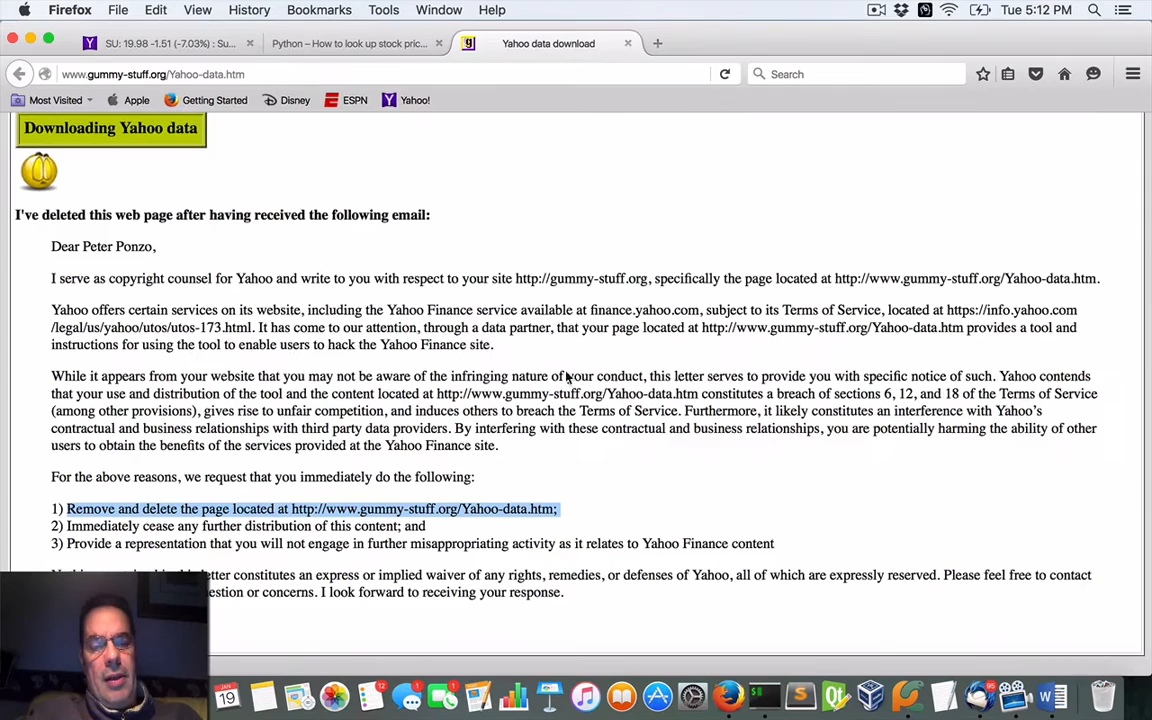 Firefox File Edit View History Bookmarks Tools Window Help Tue 5:12 PM
SU: 19.98 -1.51 (-7.03%) : Su... Python – How to look up stock pric... Yahoo data download
www.gummy-stuff.org/Yahoo-data.htm Search
Most Visited Apple Getting Started Disney ESPN Yahoo!
Downloading Yahoo data
I've deleted this web page after having received the following email:
Dear Peter Ponzo,
I serve as copyright counsel for Yahoo and write to you with respect to your site http://gummy-stuff.org, specifically the page located at http://www.gummy-stuff.org/Yahoo-data.htm.
Yahoo offers certain services on its website, including the Yahoo Finance service available at finance.yahoo.com, subject to its Terms of Service, located at https://info.yahoo.com
/legal/us/yahoo/utos/utos-173.html. It has come to our attention, through a data partner, that your page located at http://www.gummy-stuff.org/Yahoo-data.htm provides a tool and
instructions for using the tool to enable users to hack the Yahoo Finance site.
While it appears from your website that you may not be aware of the infringing nature of your conduct, this letter serves to provide you with specific notice of such. Yahoo contends
that your use and distribution of the tool and the content located at http://www.gummy-stuff.org/Yahoo-data.htm constitutes a breach of sections 6, 12, and 18 of the Terms of Service
(among other provisions), gives rise to unfair competition, and induces others to breach the Terms of Service. Furthermore, it likely constitutes an interference with Yahoo's
contractual and business relationships with third party data providers. By interfering with these contractual and business relationships, you are potentially harming the ability of other
users to obtain the benefits of the services provided at the Yahoo Finance site.
For the above reasons, we request that you immediately do the following:
1) Remove and delete the page located at http://www.gummy-stuff.org/Yahoo-data.htm;
2) Immediately cease any further distribution of this content; and
3) Provide a representation that you will not engage in further misappropriating activity as it relates to Yahoo Finance content
letter constitutes an express or implied waiver of any rights, remedies, or defenses of Yahoo, all of which are expressly reserved. Please feel free to contact
or concerns. I look forward to receiving your response.